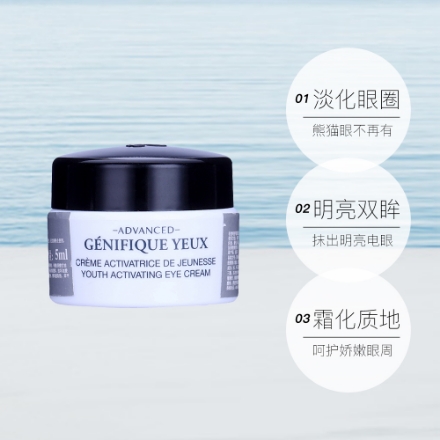 01 淡化眼圈
熊猫眼不再有
02 明亮双眸
抹出明亮电眼
03 霜化质地
呵护娇嫩眼周
–ADVANCED–
GÉNIFIQUE YEUX
CRÈME ACTIVATRICE DE JEUNESSE
YOUTH ACTIVATING EYE CREAM
5ml